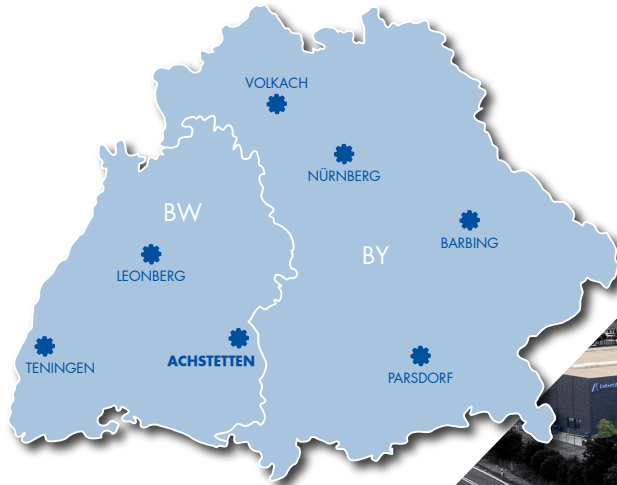 VOLKACH
NÜRNBERG
BW
BARBING
BY
LEONBERG
ACHSTETTEN
TENINGEN
PARSDORF